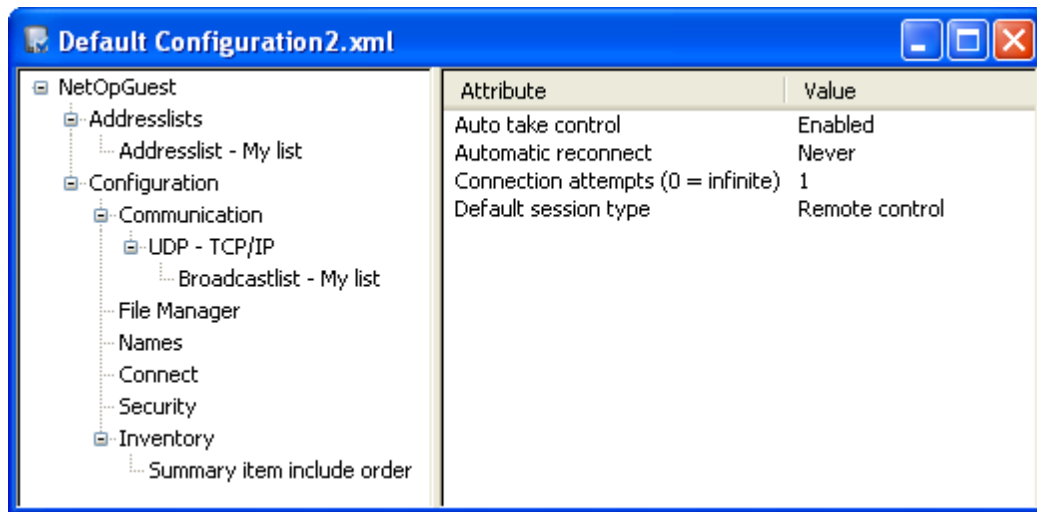 Default Configuration2.xml
NetOpGuest
Addresslists
Addresslist - My list
Configuration
Communication
UDP - TCP/IP
Broadcastlist - My list
File Manager
Names
Connect
Security
Inventory
Summary item include order
Attribute Value
Auto take control Enabled
Automatic reconnect Never
Connection attempts (0 = infinite) 1
Default session type Remote control